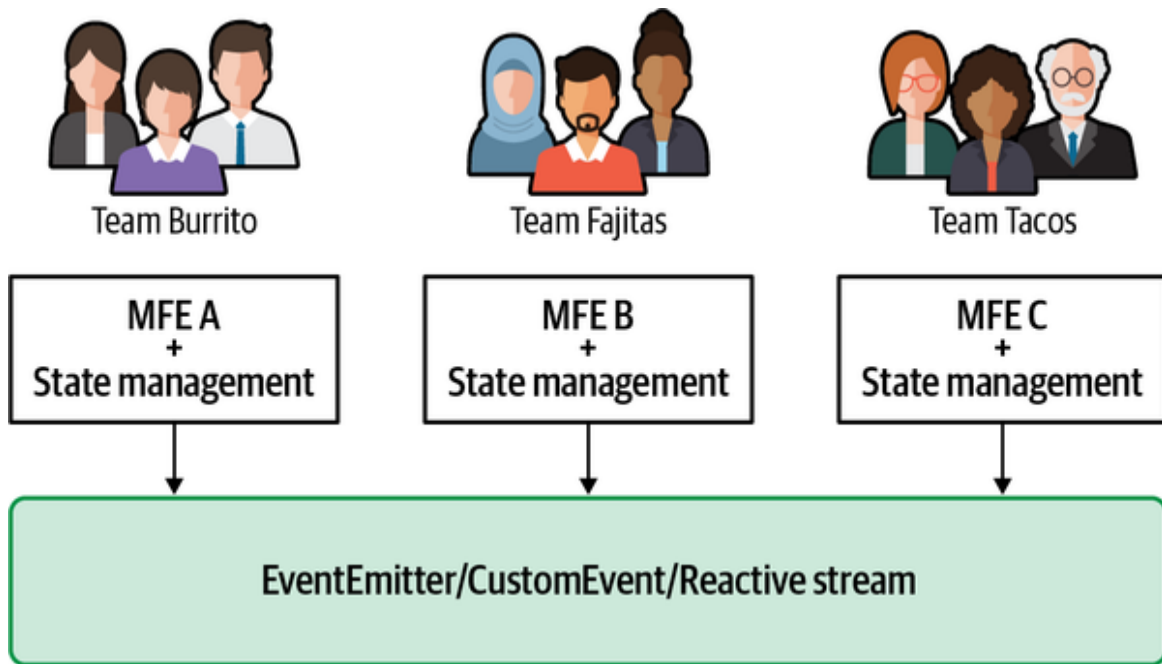 Team Burrito
Team Fajitas
Team Tacos
MFE A
+
State management
MFE B
+
State management
MFE C
+
State management
EventEmitter/CustomEvent/Reactive stream